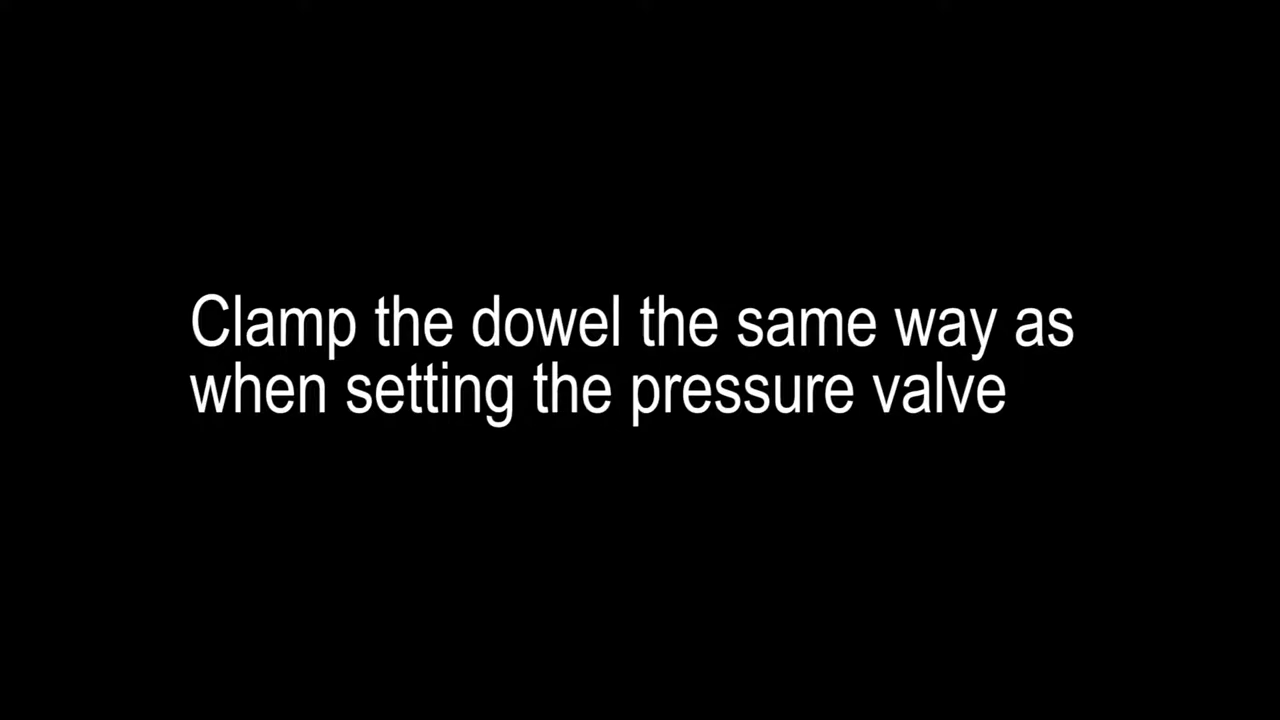 Clamp the dowel the same way as
when setting the pressure valve